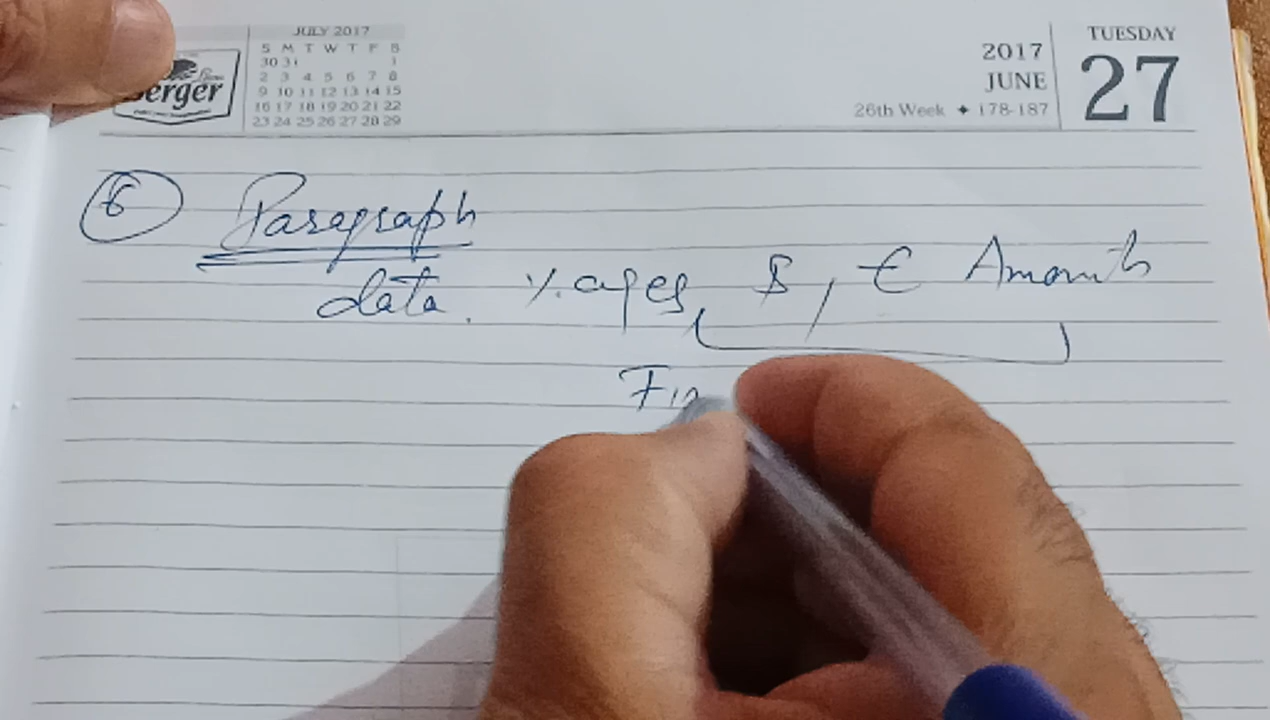 JULY 2017
S M T W T F S
30 31 1
2 3 4 5 6 7 8
9 10 11 12 13 14 15
16 17 18 19 20 21 22
23 24 25 26 27 28 29
Berger
2017
JUNE
26th Week ✦ 178-187
TUESDAY
27
6 Paragraph
data. %ages, $, € Amounts
Fin